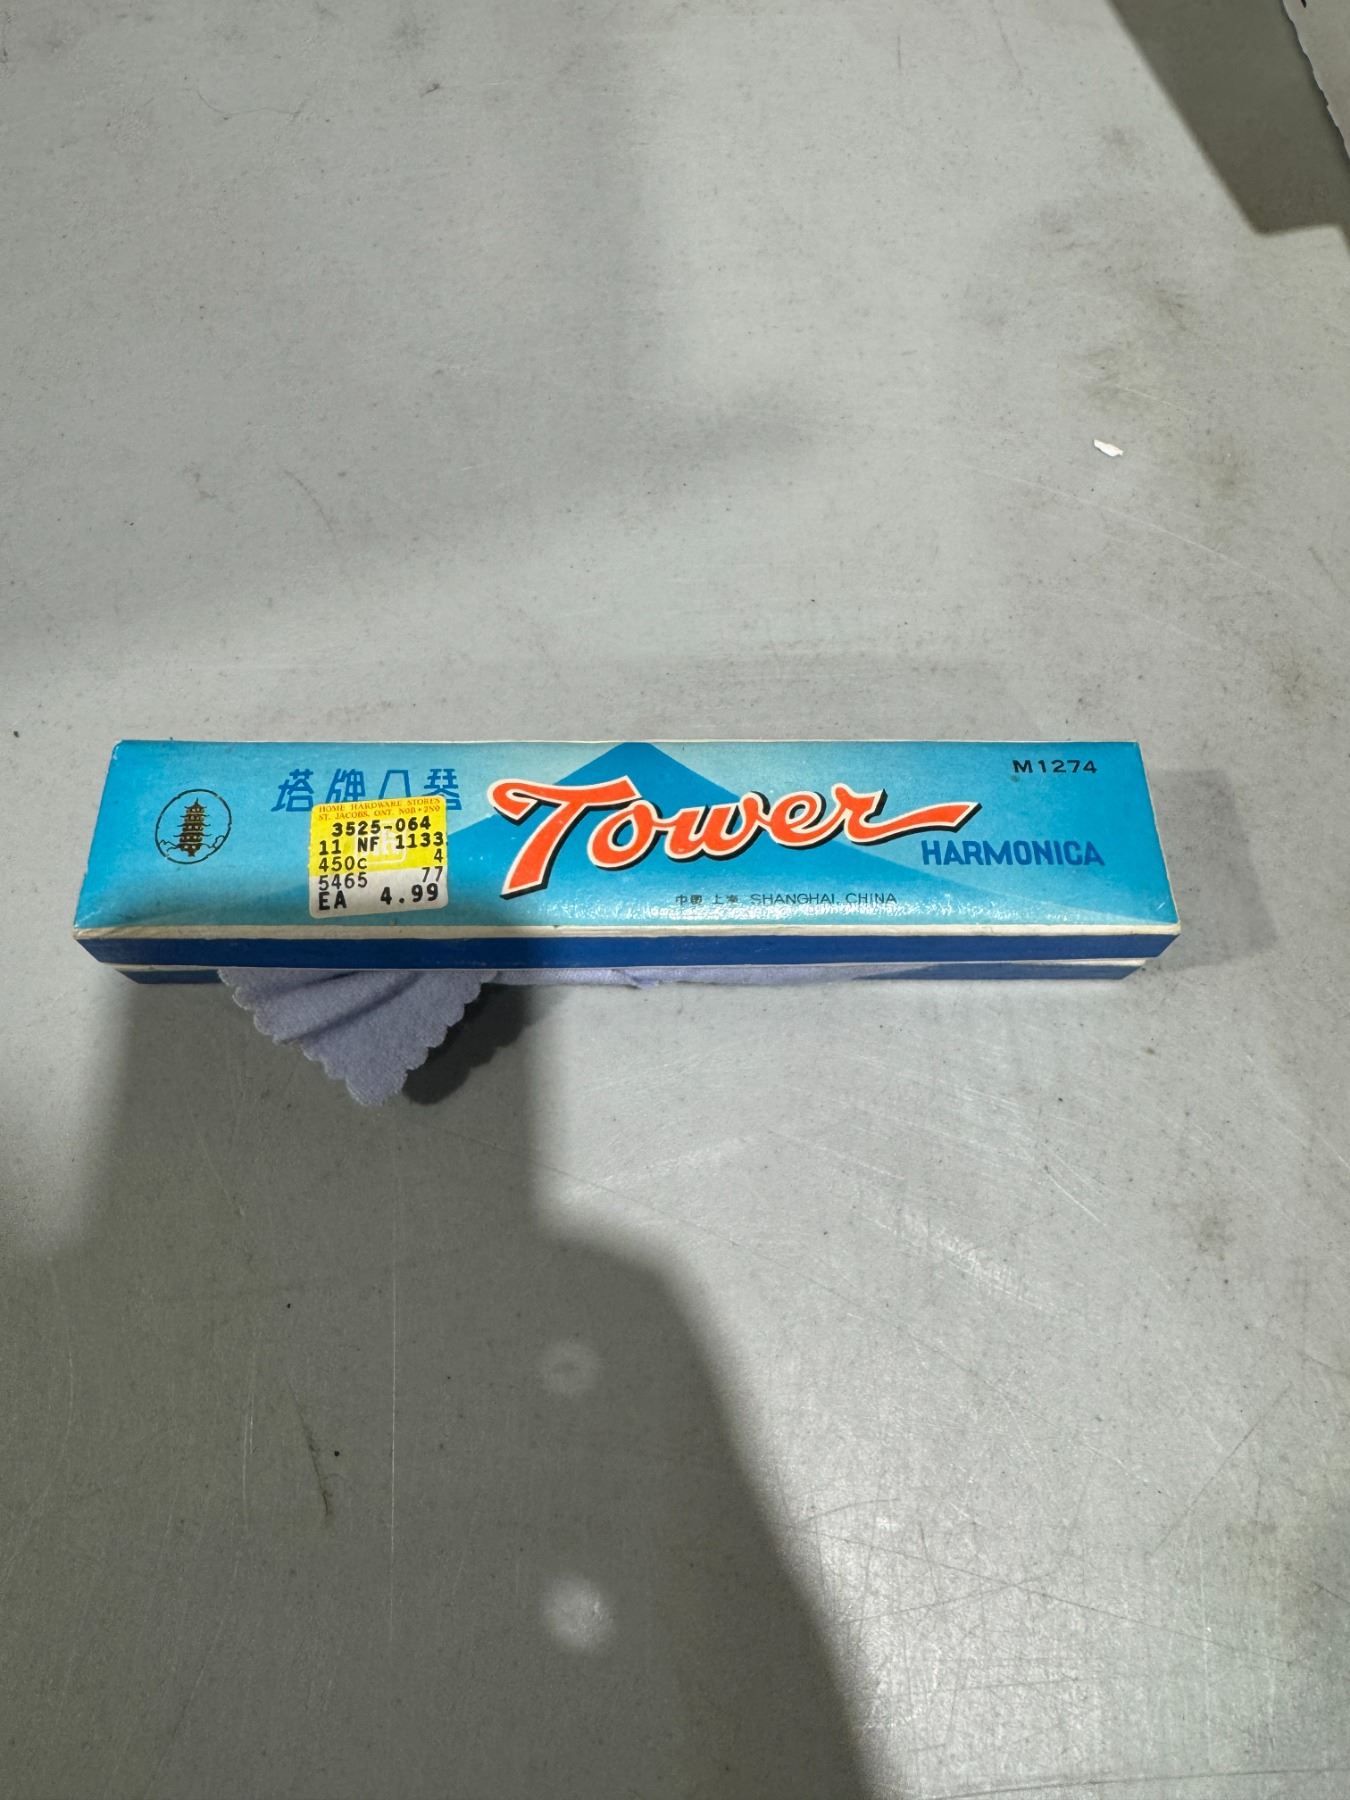 塔牌口琴
Tower
HARMONICA
M1274
中国 上海 SHANGHAI, CHINA
HOME HARDWARE STORES
ST. JACOBS, ONT. N0B-2N0
3525-064
11 NF 1133
450c 4
5465 77
EA 4.99